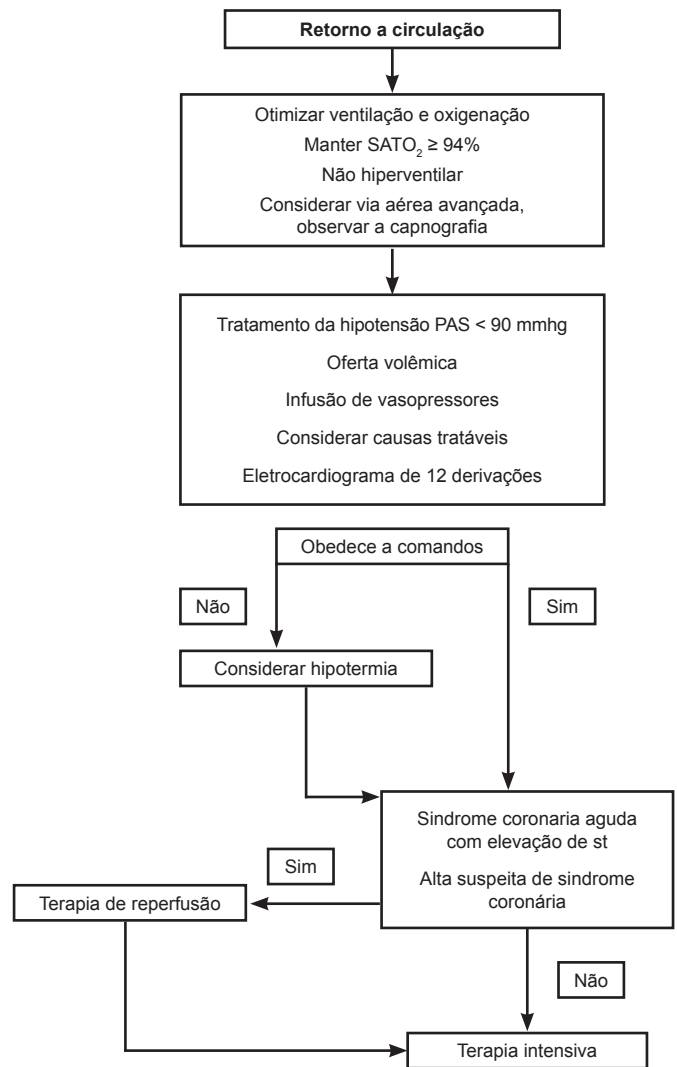 Retorno a circulação
Otimizar ventilação e oxigenação
Manter SATO₂ ≥ 94%
Não hiperventilar
Considerar via aérea avançada,
observar a capnografia
Tratamento da hipotensão PAS < 90 mmhg
Oferta volêmica
Infusão de vasopressores
Considerar causas tratáveis
Eletrocardiograma de 12 derivações
Obedece a comandos
Não
Sim
Considerar hipotermia
Sindrome coronaria aguda
com elevação de st
Alta suspeita de sindrome
coronária
Sim
Terapia de reperfusão
Não
Terapia intensiva